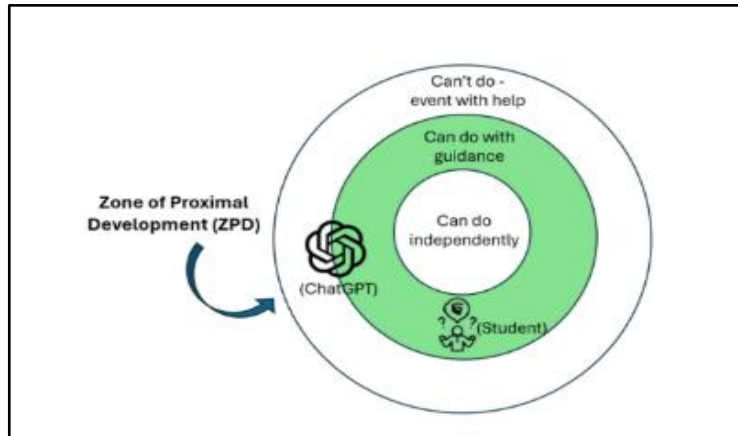 Can't do -
event with help
Can do with
guidance
Zone of Proximal
Development (ZPD)
Can do
independently
(ChatGPT)
? ?
(Student)